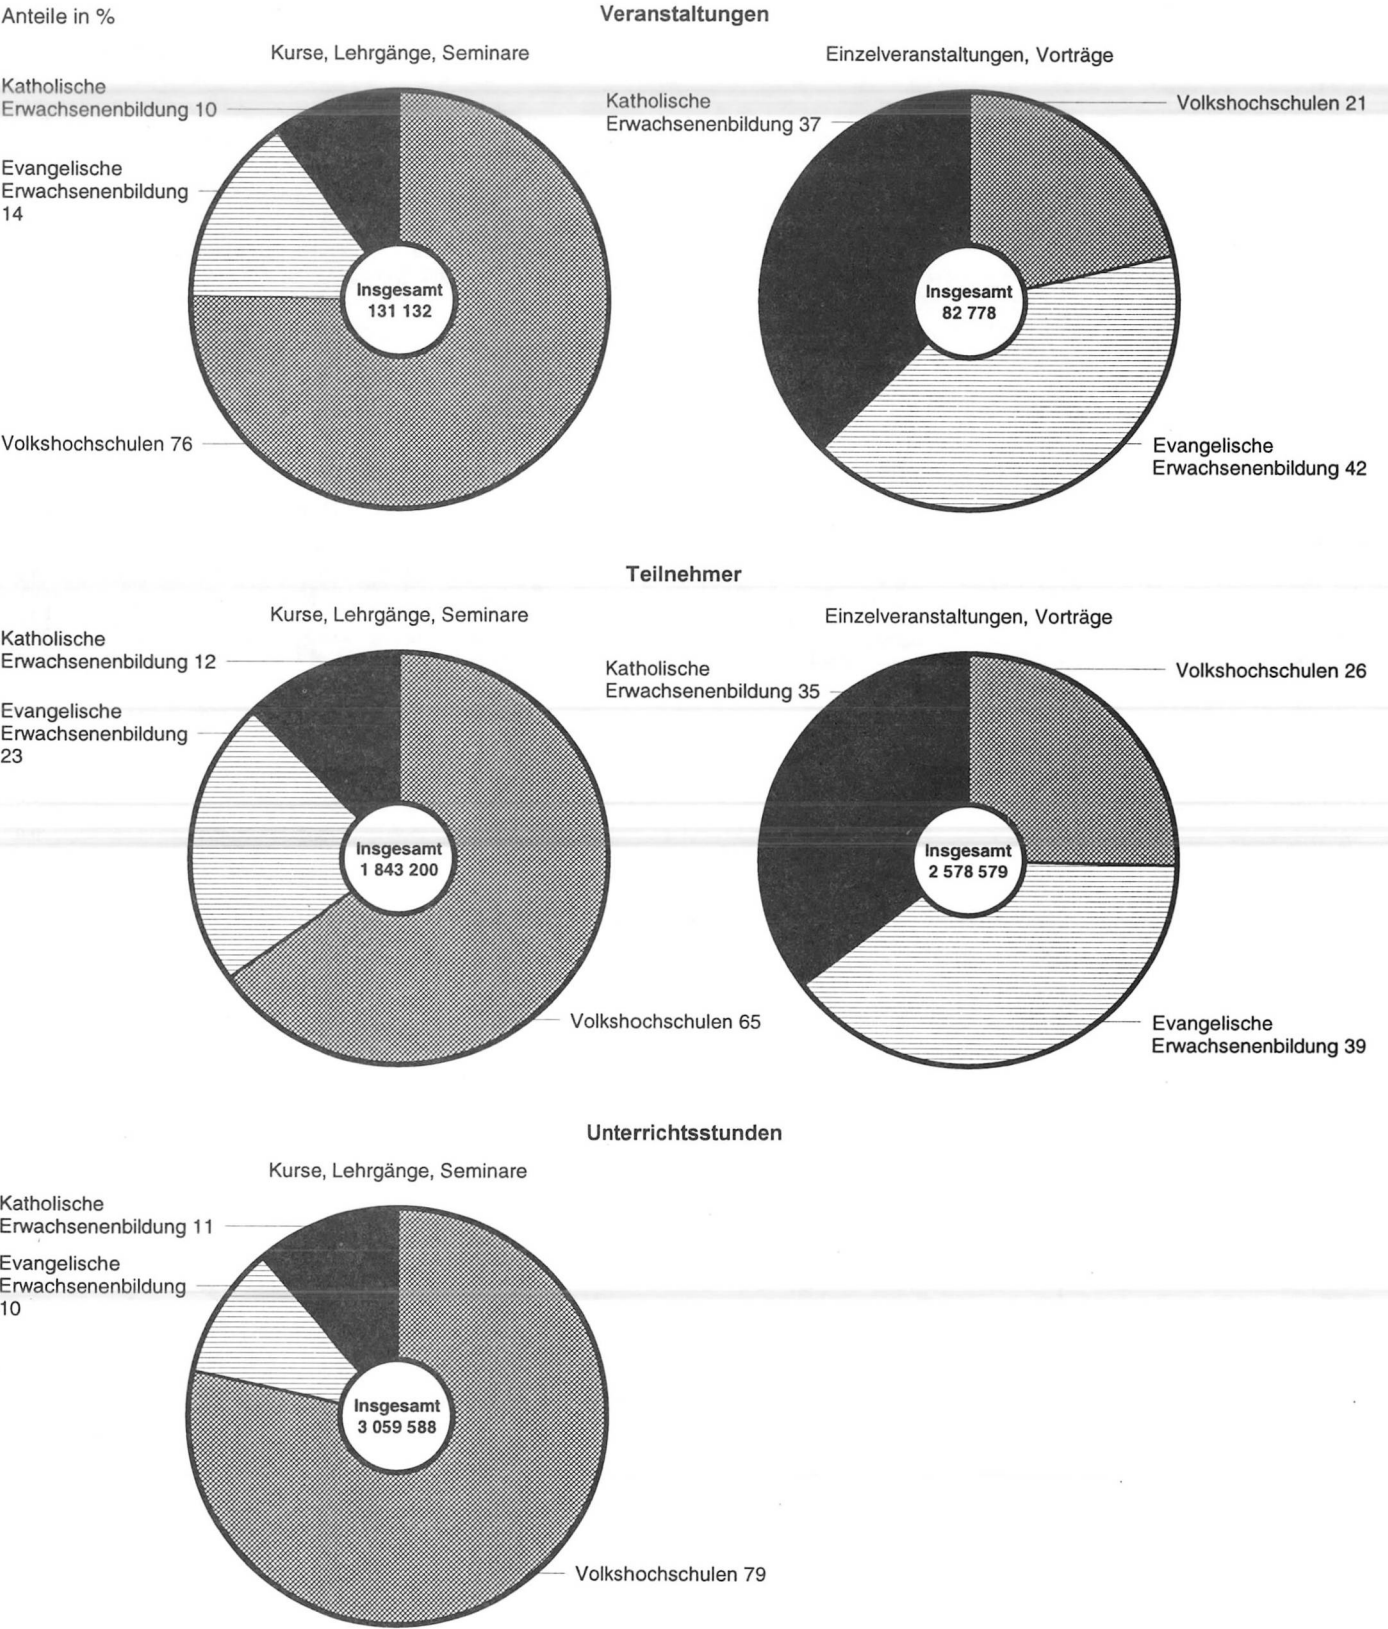 Anteile in %
Veranstaltungen
Kurse, Lehrgänge, Seminare
Katholische
Erwachsenenbildung 10
Evangelische
Erwachsenenbildung
14
Insgesamt
131 132
Volkshochschulen 76
Einzelveranstaltungen, Vorträge
Katholische
Erwachsenenbildung 37
Volkshochschulen 21
Insgesamt
82 778
Evangelische
Erwachsenenbildung 42
Teilnehmer
Kurse, Lehrgänge, Seminare
Katholische
Erwachsenenbildung 12
Evangelische
Erwachsenenbildung
23
Insgesamt
1 843 200
Volkshochschulen 65
Einzelveranstaltungen, Vorträge
Katholische
Erwachsenenbildung 35
Volkshochschulen 26
Insgesamt
2 578 579
Evangelische
Erwachsenenbildung 39
Unterrichtsstunden
Kurse, Lehrgänge, Seminare
Katholische
Erwachsenenbildung 11
Evangelische
Erwachsenenbildung
10
Insgesamt
3 059 588
Volkshochschulen 79